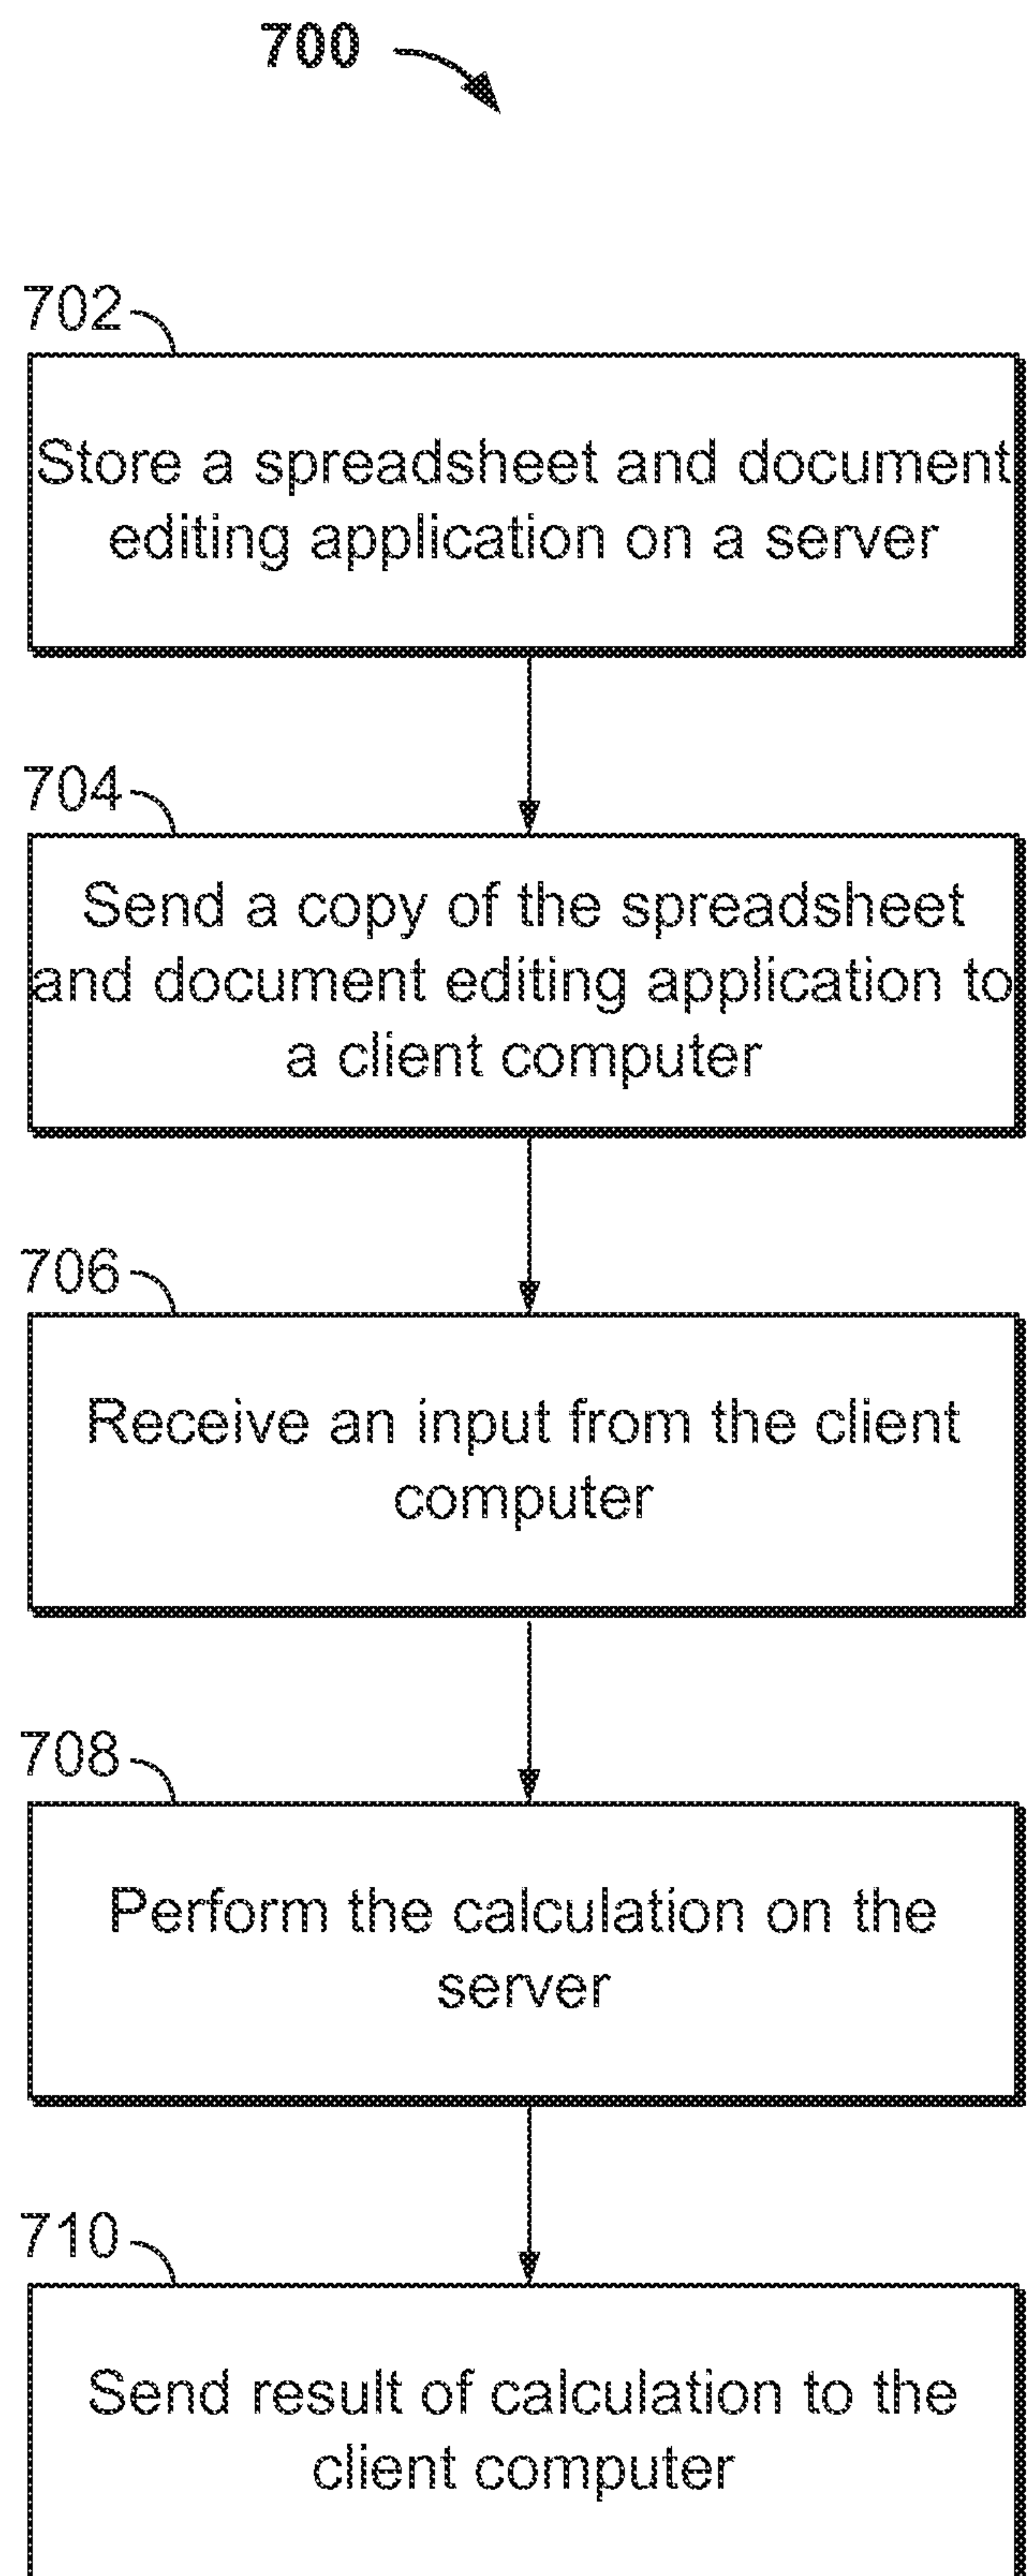 700
702
Store a spreadsheet and document
editing application on a server
704
Send a copy of the spreadsheet
and document editing application to
a client computer
706
Receive an input from the client
computer
708
Perform the calculation on the
server
710
Send result of calculation to the
client computer